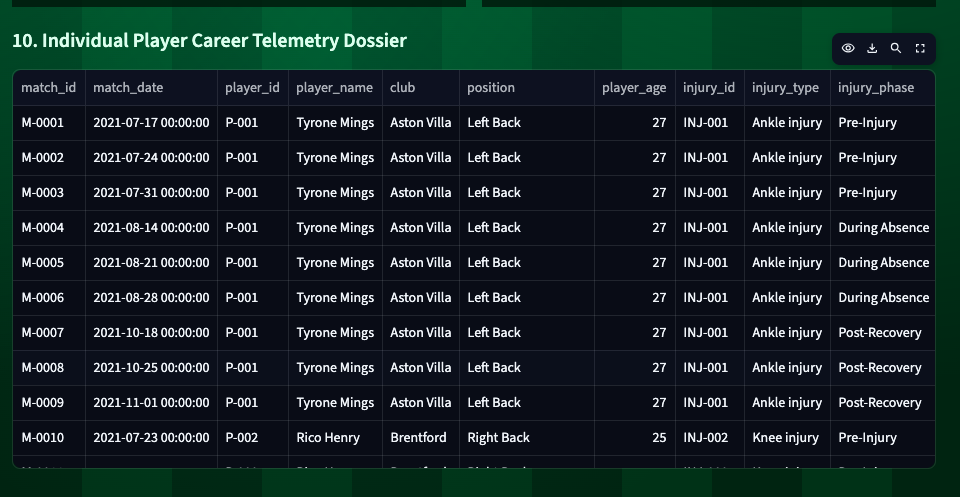 10. Individual Player Career Telemetry Dossier
match_id match_date player_id player_name club position player_age injury_id injury_type injury_phase
M-0001 2021-07-17 00:00:00 P-001 Tyrone Mings Aston Villa Left Back 27 INJ-001 Ankle injury Pre-Injury
M-0002 2021-07-24 00:00:00 P-001 Tyrone Mings Aston Villa Left Back 27 INJ-001 Ankle injury Pre-Injury
M-0003 2021-07-31 00:00:00 P-001 Tyrone Mings Aston Villa Left Back 27 INJ-001 Ankle injury Pre-Injury
M-0004 2021-08-14 00:00:00 P-001 Tyrone Mings Aston Villa Left Back 27 INJ-001 Ankle injury During Absence
M-0005 2021-08-21 00:00:00 P-001 Tyrone Mings Aston Villa Left Back 27 INJ-001 Ankle injury During Absence
M-0006 2021-08-28 00:00:00 P-001 Tyrone Mings Aston Villa Left Back 27 INJ-001 Ankle injury During Absence
M-0007 2021-10-18 00:00:00 P-001 Tyrone Mings Aston Villa Left Back 27 INJ-001 Ankle injury Post-Recovery
M-0008 2021-10-25 00:00:00 P-001 Tyrone Mings Aston Villa Left Back 27 INJ-001 Ankle injury Post-Recovery
M-0009 2021-11-01 00:00:00 P-001 Tyrone Mings Aston Villa Left Back 27 INJ-001 Ankle injury Post-Recovery
M-0010 2021-07-23 00:00:00 P-002 Rico Henry Brentford Right Back 25 INJ-002 Knee injury Pre-Injury